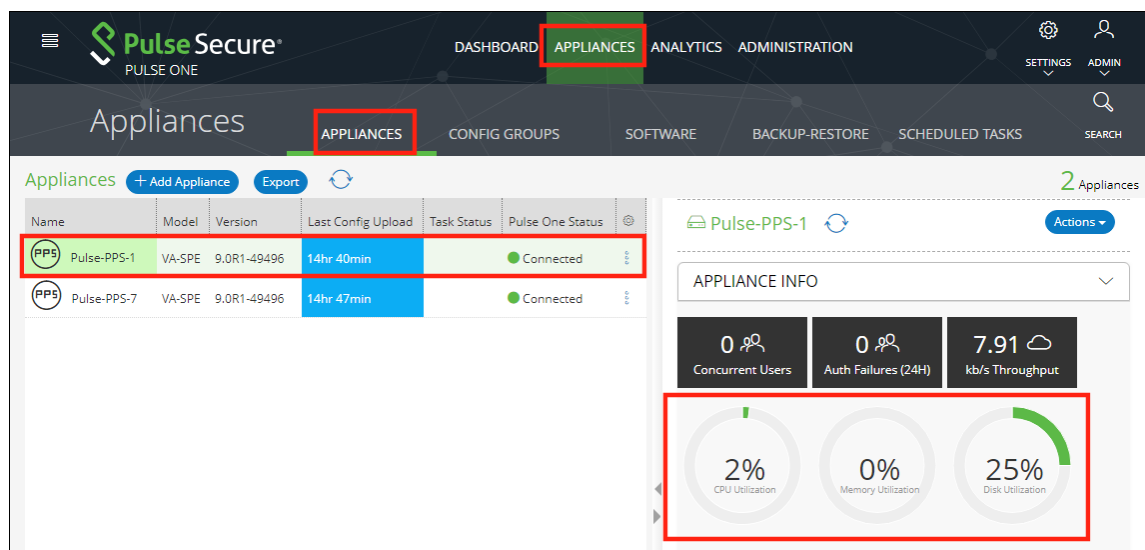 Pulse Secure®
PULSE ONE
DASHBOARD APPLIANCES ANALYTICS ADMINISTRATION
SETTINGS ADMIN
Appliances
APPLIANCES CONFIG GROUPS SOFTWARE BACKUP-RESTORE SCHEDULED TASKS
SEARCH
Appliances + Add Appliance Export
2 Appliances
Name Model Version Last Config Upload Task Status Pulse One Status
PPS Pulse-PPS-1 VA-SPE 9.0R1-49496 14hr 40min Connected
PPS Pulse-PPS-7 VA-SPE 9.0R1-49496 14hr 47min Connected
Pulse-PPS-1 Actions
APPLIANCE INFO
0 0 7.91
Concurrent Users Auth Failures (24H) kb/s Throughput
2% 0% 25%
CPU Utilization Memory Utilization Disk Utilization